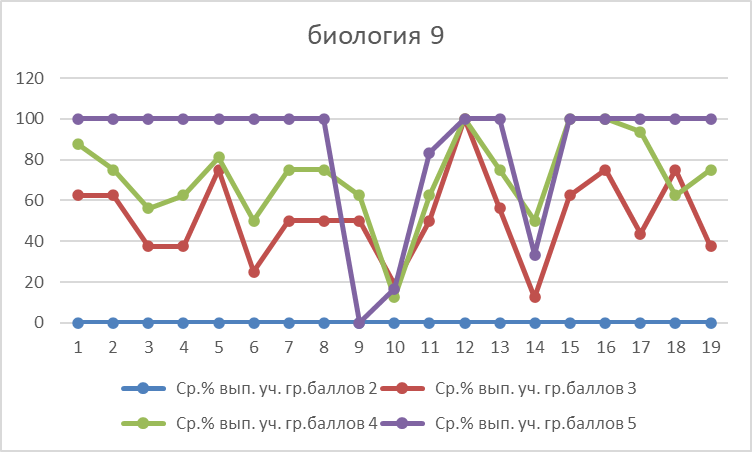 биология 9
120
100
80
60
40
20
0
1 2 3 4 5 6 7 8 9 10 11 12 13 14 15 16 17 18 19
Ср.% вып. уч. гр.баллов 2 Ср.% вып. уч. гр.баллов 3
Ср.% вып. уч. гр.баллов 4 Ср.% вып. уч. гр.баллов 5